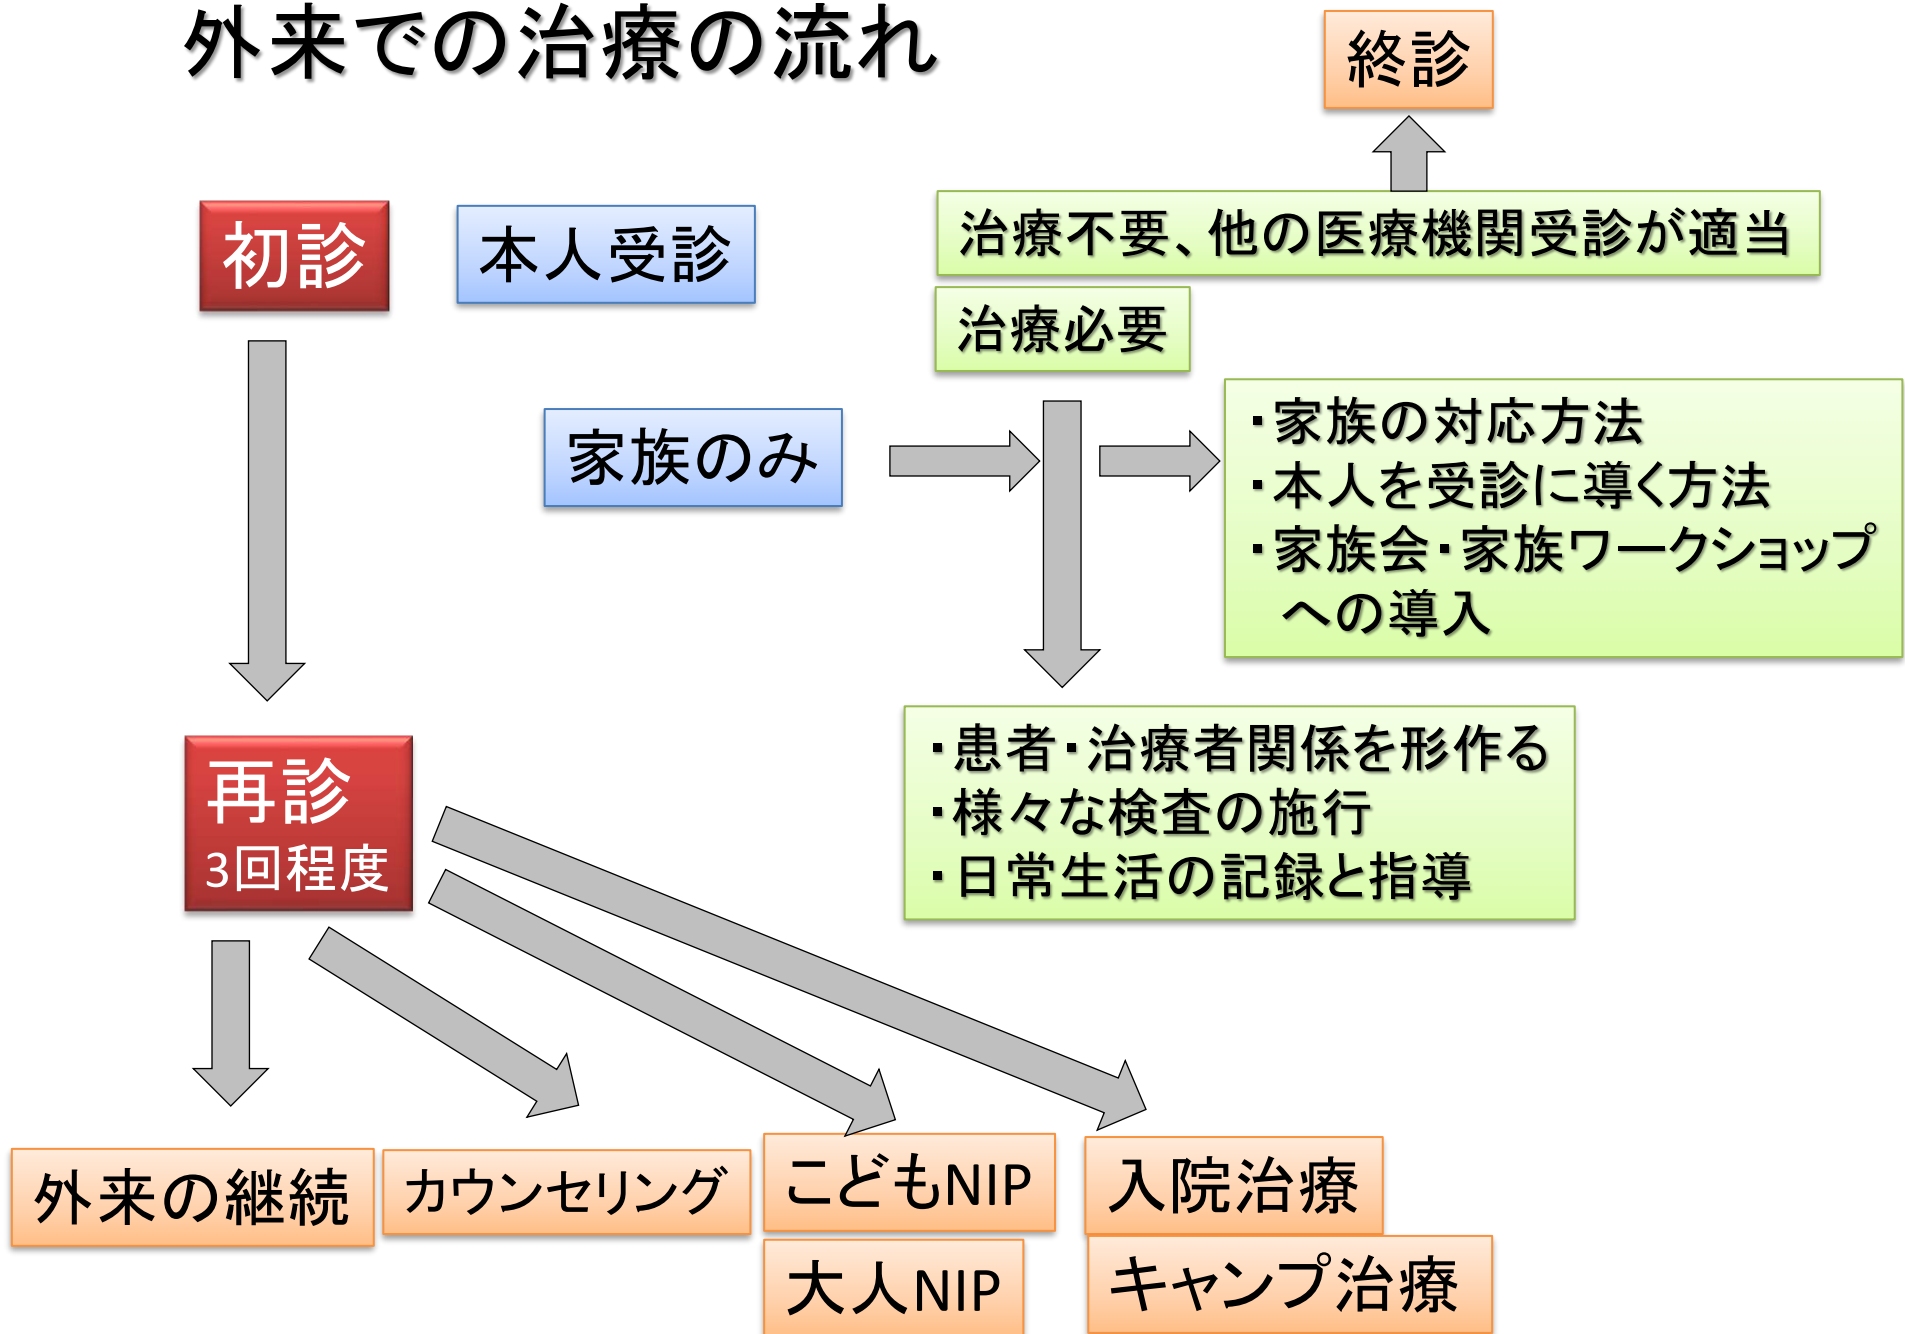 外来での治療の流れ
終診
初診
本人受診
治療不要、他の医療機関受診が適当
治療必要
家族のみ
・家族の対応方法
・本人を受診に導く方法
・家族会・家族ワークショップ
への導入
再診
3回程度
・患者・治療者関係を形作る
・様々な検査の施行
・日常生活の記録と指導
外来の継続
カウンセリング
こどもNIP
入院治療
大人NIP
キャンプ治療